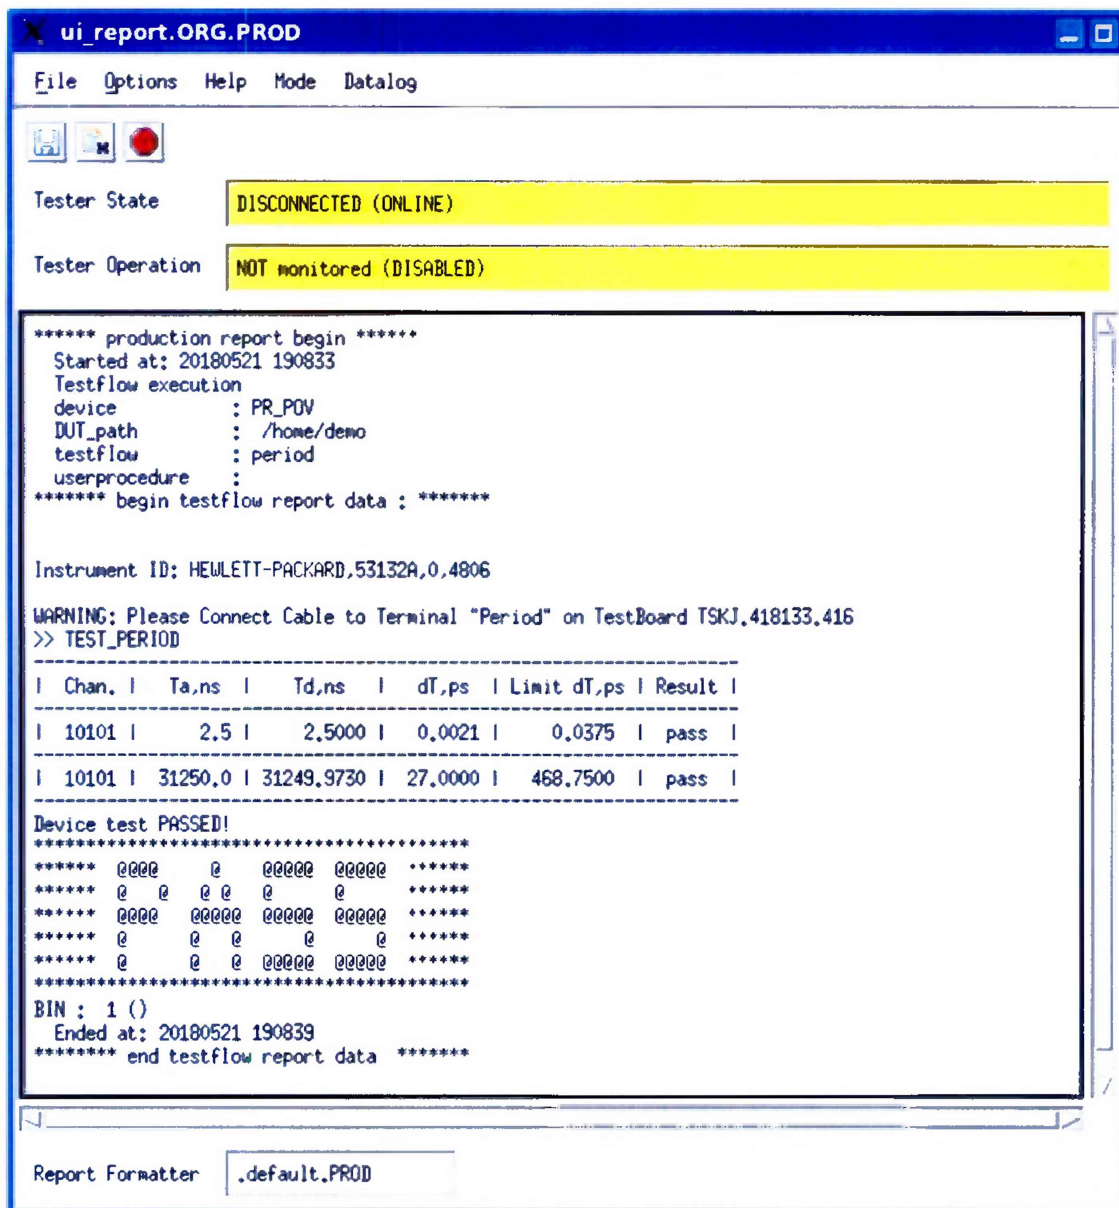 ui_report.ORG.PROD
File Options Help Mode Datalog
Tester State DISCONNECTED (ONLINE)
Tester Operation NOT monitored (DISABLED)
****** production report begin ******
Started at: 20180521 190833
Testflow execution
device : PR_POV
DUT_path : /home/demo
testflow : period
userprocedure :
******* begin testflow report data : *******
Instrument ID: HEWLETT-PACKARD,53132A,0,4806
WARNING: Please Connect Cable to Terminal "Period" on TestBoard TSKJ.418133.416
>> TEST_PERIOD
--------------------------------------------------------------------------------
| Chan. | Ta,ns | Td,ns | dT,ps | Limit dT,ps | Result |
--------------------------------------------------------------------------------
| 10101 | 2.5 | 2.5000 | 0.0021 | 0.0375 | pass |
--------------------------------------------------------------------------------
| 10101 | 31250.0 | 31249.9730 | 27.0000 | 468.7500 | pass |
--------------------------------------------------------------------------------
Device test PASSED!
******************************************
****** @@@@     @    @@@@@  @@@@@  ******
****** @   @   @ @   @      @      ******
****** @@@@   @@@@@  @@@@@  @@@@@  ******
****** @      @   @      @      @  ******
****** @      @   @  @@@@@  @@@@@  ******
******************************************
BIN : 1 ()
Ended at: 20180521 190839
******** end testflow report data *******
Report Formatter .default.PROD